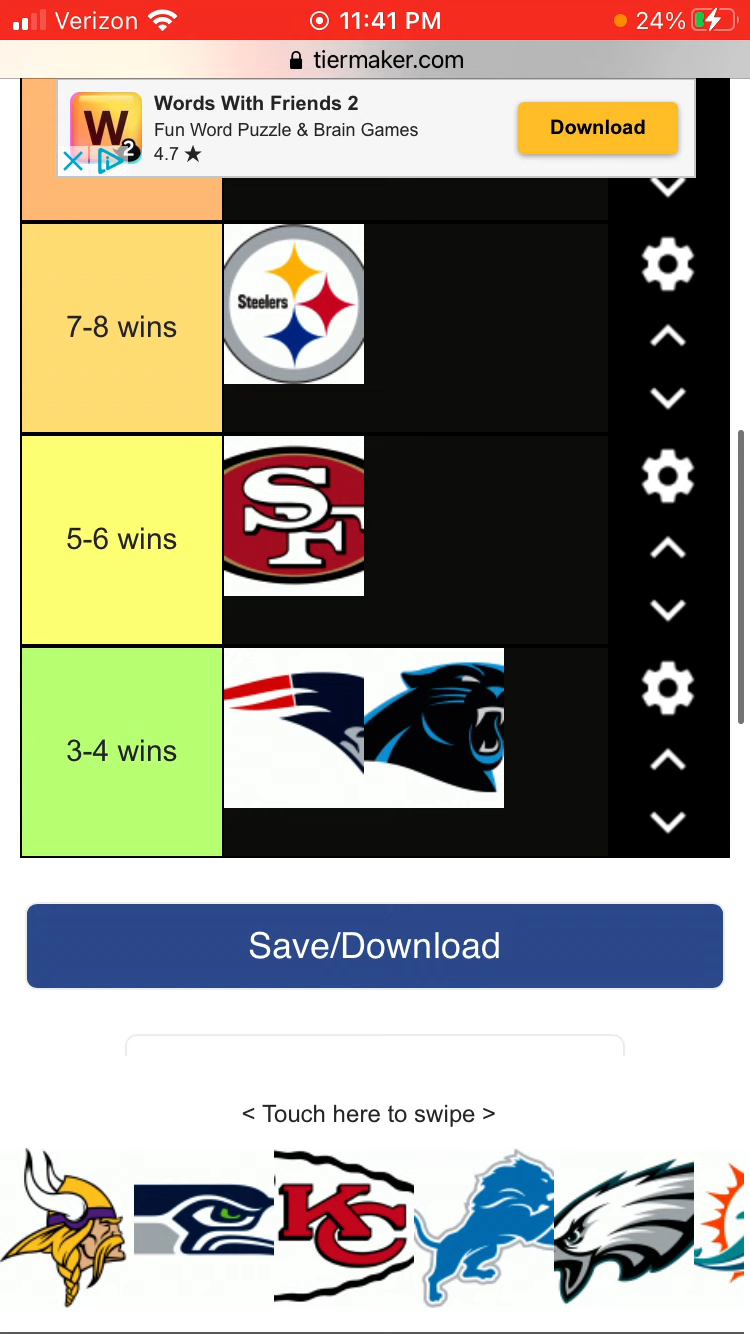 Verizon 11:41 PM 24%
tiermaker.com
W
2
Words With Friends 2
Fun Word Puzzle & Brain Games
4.7 ★
Download
7-8 wins
Steelers
5-6 wins
SF
3-4 wins
Save/Download
< Touch here to swipe >
KC